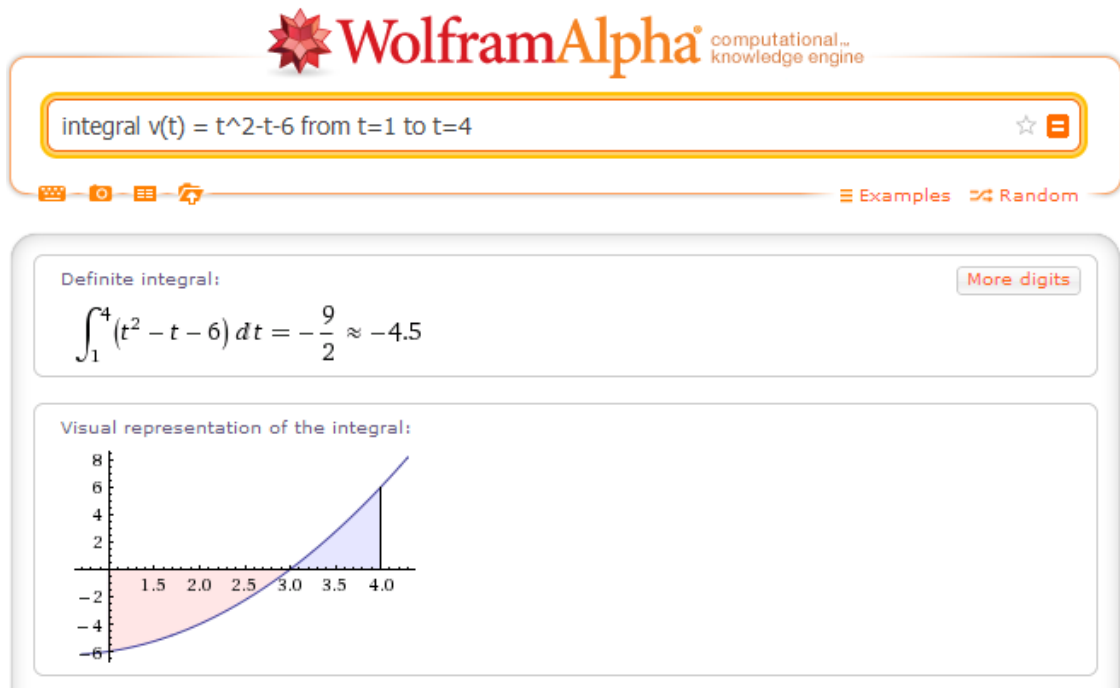 WolframAlpha computational... knowledge engine
integral v(t) = t^2-t-6 from t=1 to t=4
Examples Random
Definite integral:
More digits
∫₁⁴ (t² − t − 6) dt = − 9/2 ≈ −4.5
Visual representation of the integral:
8
6
4
2
1.5 2.0 2.5 3.0 3.5 4.0
−2
−4
−6